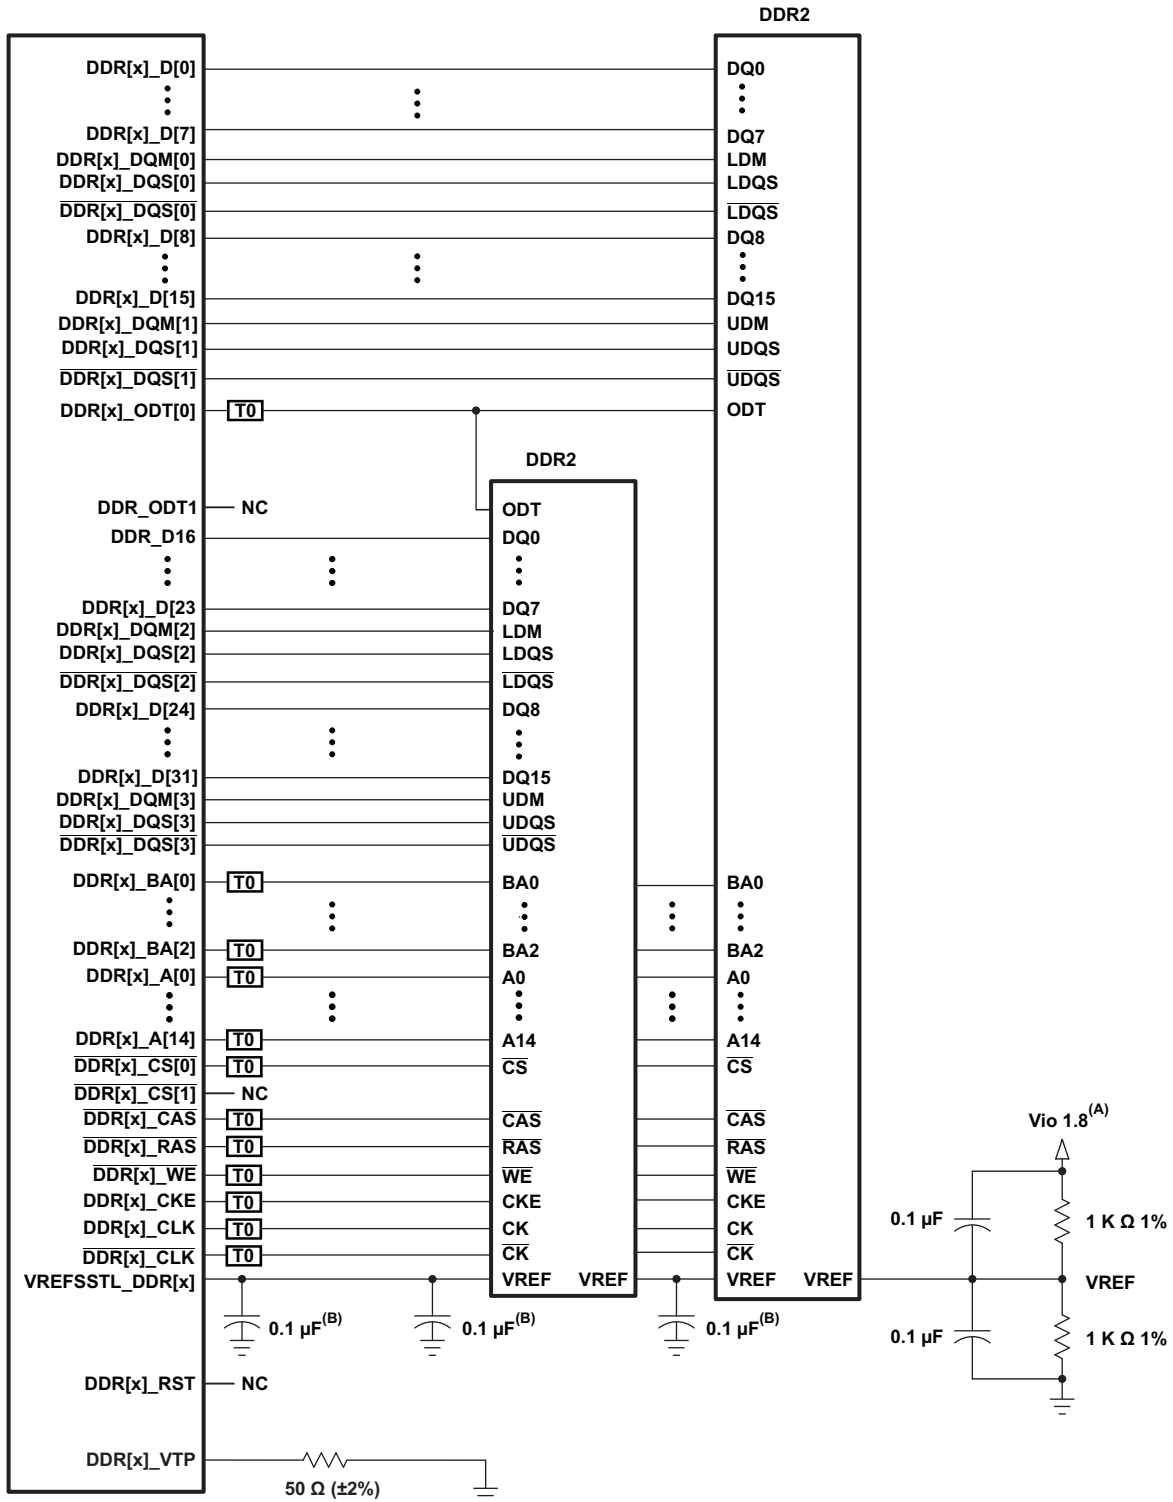 DDR2
DDR[x]_D[0] DQ0
DDR[x]_D[7] DQ7
DDR[x]_DQM[0] LDM
DDR[x]_DQS[0] LDQS
DDR[x]_DQS[0] LDQS
DDR[x]_D[8] DQ8
DDR[x]_D[15] DQ15
DDR[x]_DQM[1] UDM
DDR[x]_DQS[1] UDQS
DDR[x]_DQS[1] UDQS
DDR[x]_ODT[0] T0 ODT
DDR2
DDR_ODT1 NC ODT
DDR_D16 DQ0
DDR[x]_D[23 DQ7
DDR[x]_DQM[2] LDM
DDR[x]_DQS[2] LDQS
DDR[x]_DQS[2] LDQS
DDR[x]_D[24] DQ8
DDR[x]_D[31] DQ15
DDR[x]_DQM[3] UDM
DDR[x]_DQS[3] UDQS
DDR[x]_DQS[3] UDQS
DDR[x]_BA[0] T0 BA0 BA0
DDR[x]_BA[2] T0 BA2 BA2
DDR[x]_A[0] T0 A0 A0
DDR[x]_A[14] T0 A14 A14
DDR[x]_CS[0] T0 CS CS
DDR[x]_CS[1] NC
DDR[x]_CAS T0 CAS CAS
Vio 1.8(A)
DDR[x]_RAS T0 RAS RAS
DDR[x]_WE T0 WE WE
DDR[x]_CKE T0 CKE CKE
DDR[x]_CLK T0 CK CK
0.1 µF 1 K Ω 1%
DDR[x]_CLK T0 CK CK
VREFSSTL_DDR[x] VREF VREF VREF VREF VREF
0.1 µF(B) 0.1 µF(B) 0.1 µF(B) 0.1 µF 1 K Ω 1%
DDR[x]_RST NC
DDR[x]_VTP
50 Ω (±2%)